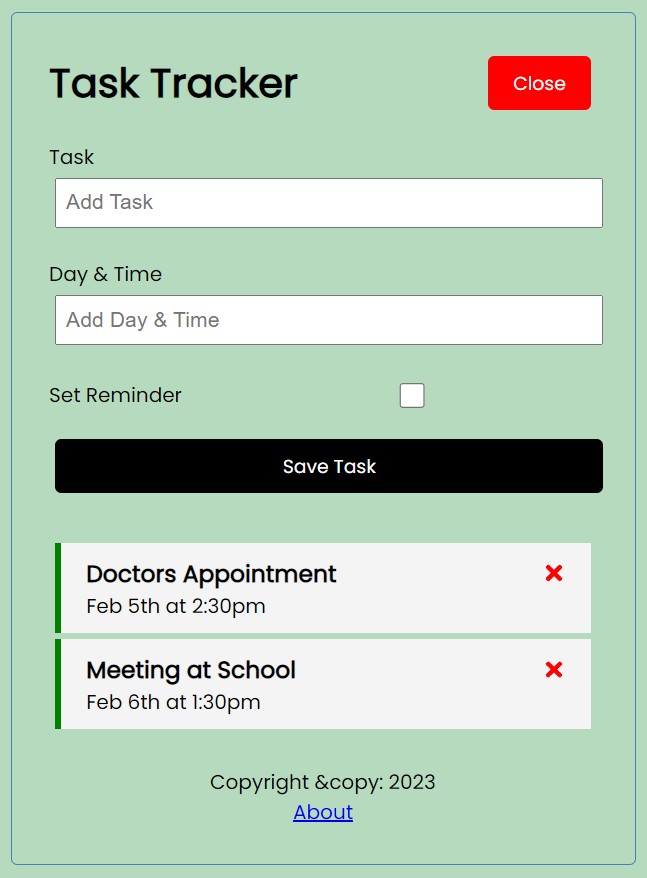 Task Tracker
Close
Task
Add Task
Day & Time
Add Day & Time
Set Reminder
Save Task
Doctors Appointment
Feb 5th at 2:30pm
Meeting at School
Feb 6th at 1:30pm
Copyright &copy: 2023
About